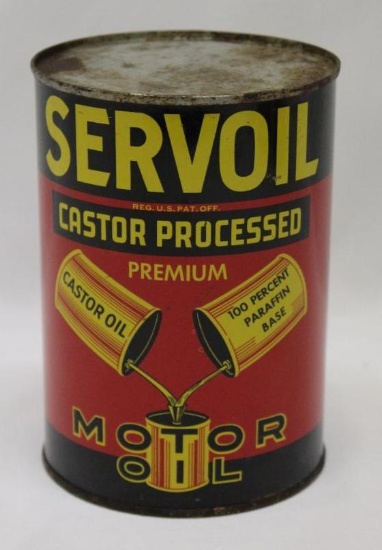 SERVOIL
REG. U.S. PAT. OFF.
CASTOR PROCESSED
PREMIUM
CASTOR OIL
100 PERCENT
PARAFFIN
BASE
MOTOR
OIL